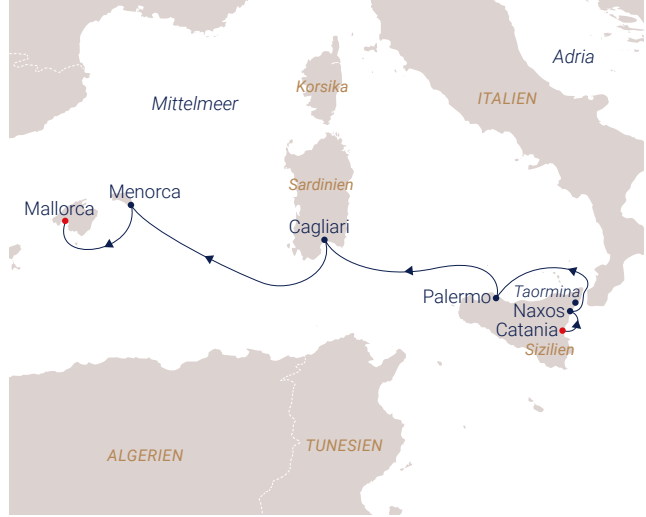 Adria
Korsika
ITALIEN
Mittelmeer
Sardinien
Menorca
Mallorca
Cagliari
Taormina
Palermo
Naxos
Catania
Sizilien
TUNESIEN
ALGERIEN